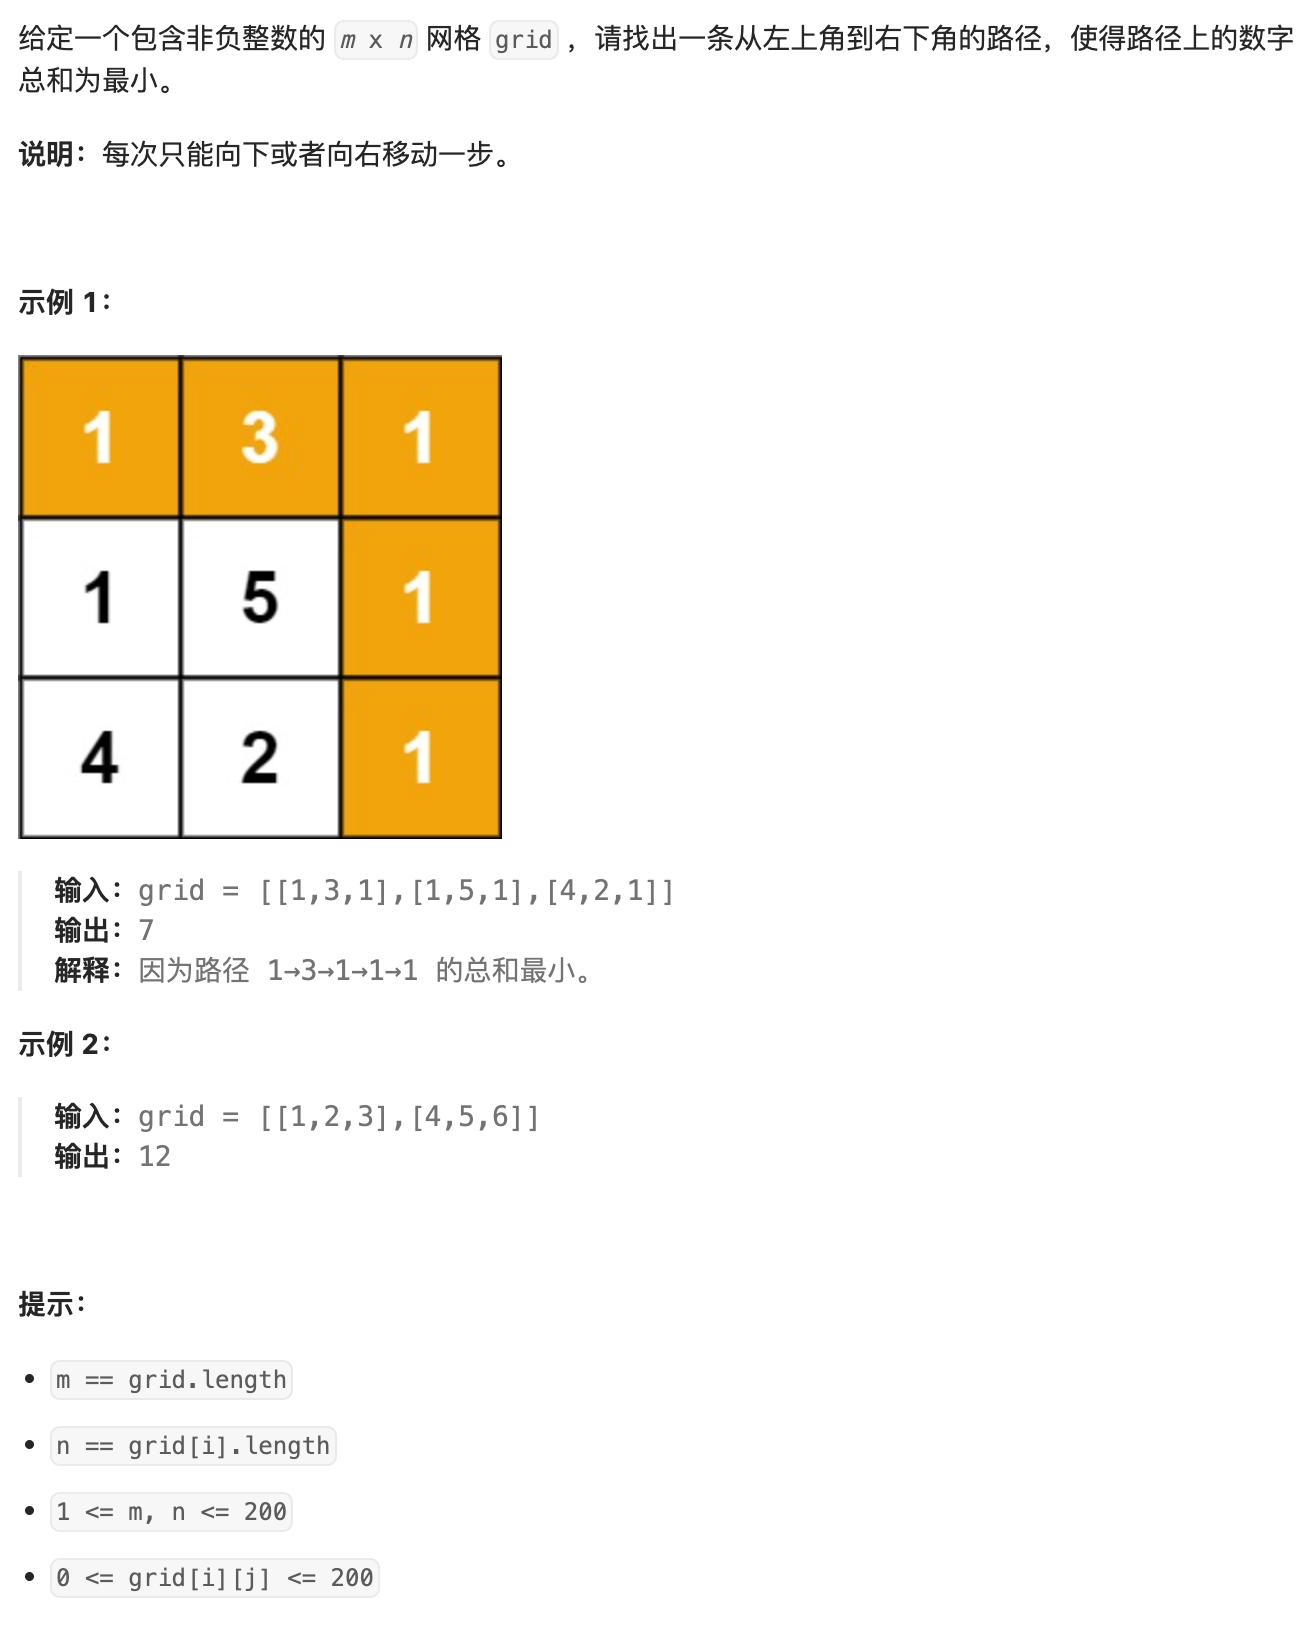 给定一个包含非负整数的 m x n 网格 grid ，请找出一条从左上角到右下角的路径，使得路径上的数字
总和为最小。
说明：每次只能向下或者向右移动一步。
示例 1：
1 3 1
1 5 1
4 2 1
输入：grid = [[1,3,1],[1,5,1],[4,2,1]]
输出：7
解释：因为路径 1→3→1→1→1 的总和最小。
示例 2：
输入：grid = [[1,2,3],[4,5,6]]
输出：12
提示：
m == grid.length
n == grid[i].length
1 <= m, n <= 200
0 <= grid[i][j] <= 200